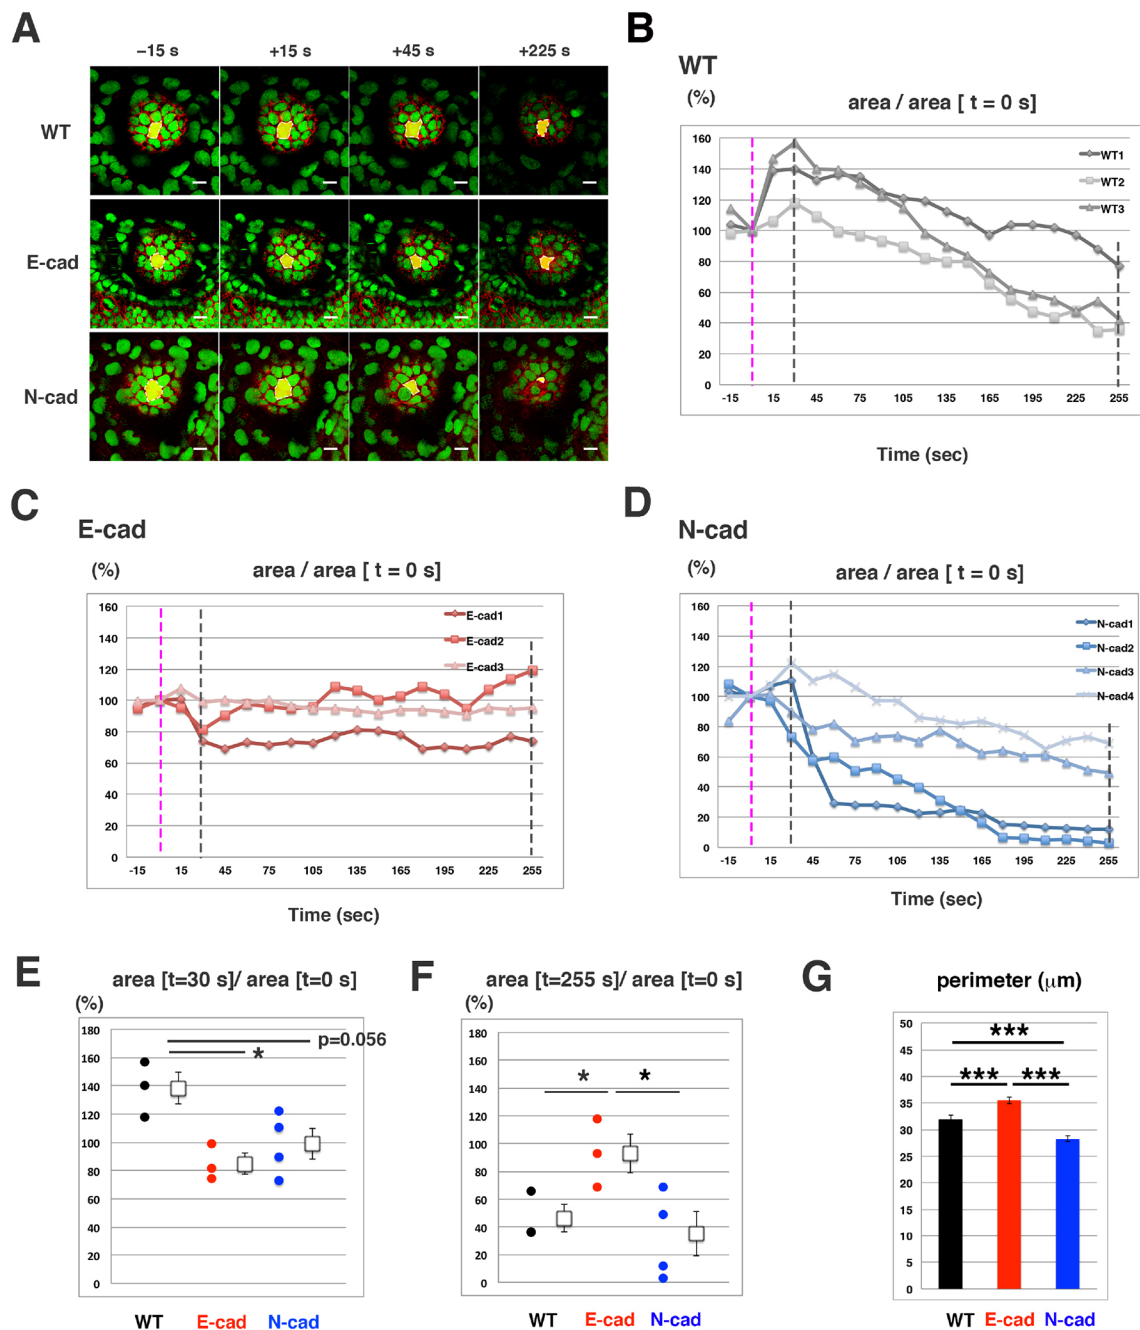 A
−15 s +15 s +45 s +225 s
WT
E-cad
N-cad
B
WT
(%)
area / area [ t = 0 s]
160
140
120
100
80
60
40
20
0
WT1
WT2
WT3
-15 15 45 75 105 135 165 195 225 255
Time (sec)
C
E-cad
(%)
area / area [ t = 0 s]
160
140
120
100
80
60
40
20
0
E-cad1
E-cad2
E-cad3
-15 15 45 75 105 135 165 195 225 255
Time (sec)
D
N-cad
(%)
area / area [ t = 0 s]
160
140
120
100
80
60
40
20
0
N-cad1
N-cad2
N-cad3
N-cad4
-15 15 45 75 105 135 165 195 225 255
Time (sec)
E
area [t=30 s]/ area [t=0 s]
(%)
180
160
140
120
100
80
60
40
20
0
p=0.056
*
WT E-cad N-cad
F
area [t=255 s]/ area [t=0 s]
(%)
180
160
140
120
100
80
60
40
20
0
* *
WT E-cad N-cad
G
perimeter (μm)
50
45
40
35
30
25
20
15
10
5
0
***
*** ***
WT E-cad N-cad